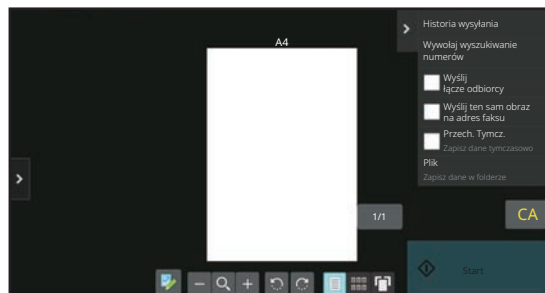 A4
Historia wysyłania
Wywołaj wyszukiwanie
numerów
Wyślij
łącze odbiorcy
Wyślij ten sam obraz
na adres faksu
Przech. Tymcz.
Zapisz dane tymczasowo
Plik
Zapisz dane w folderze
1/1
CA
Start